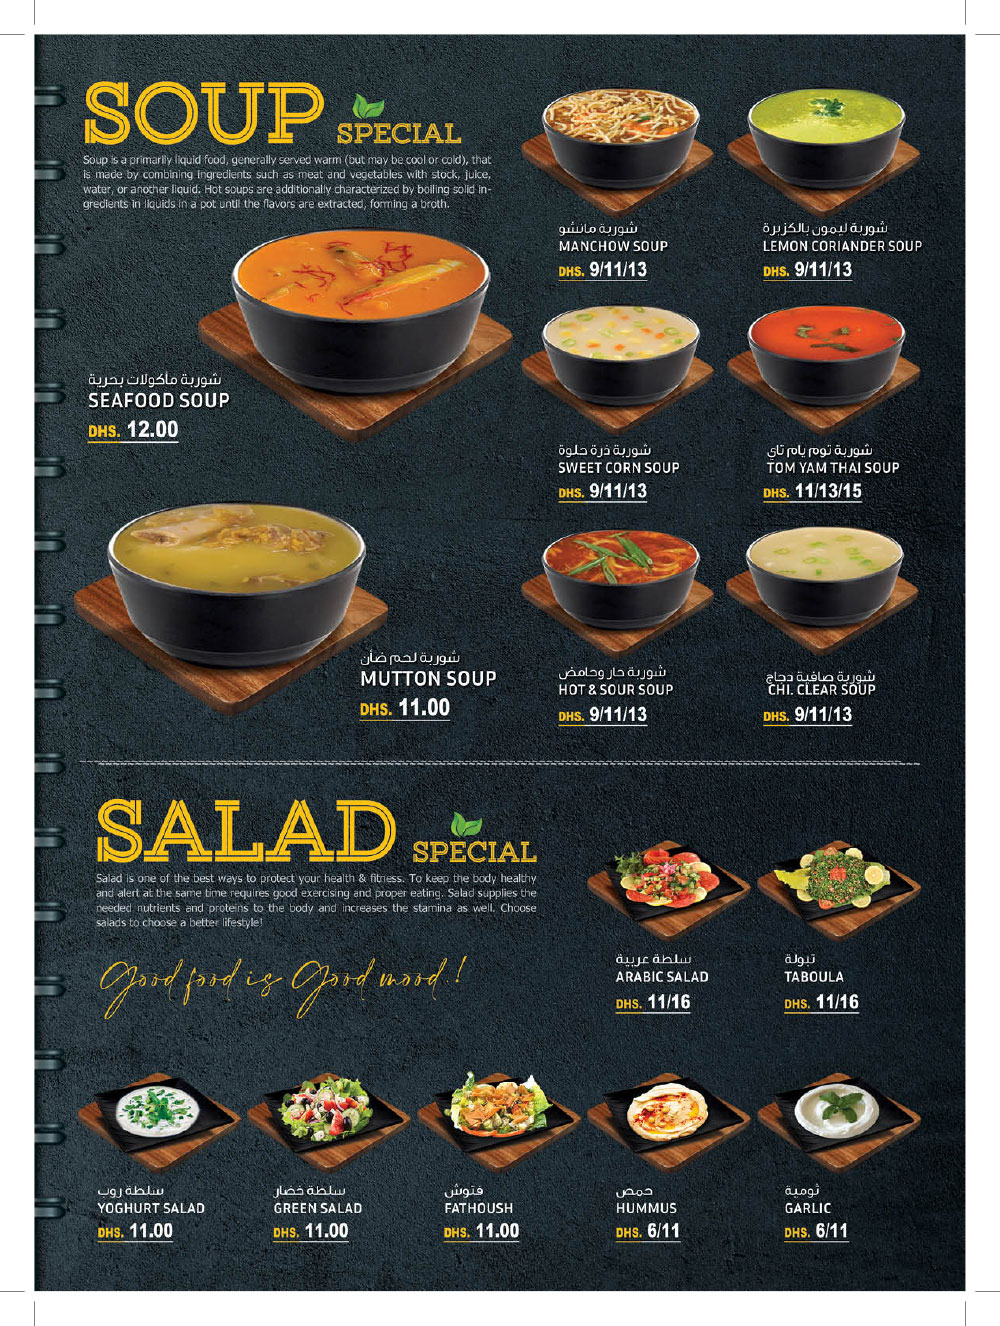 SOUP SPECIAL
Soup is a primarily liquid food, generally served warm (but may be cool or cold), that
is made by combining ingredients such as meat and vegetables with stock, juice,
water, or another liquid. Hot soups are additionally characterized by boiling solid in-
gredients in liquids in a pot until the flavors are extracted, forming a broth.
شوربة مانشو
MANCHOW SOUP
DHS. 9/11/13
شوربة ليمون بالكزبرة
LEMON CORIANDER SOUP
DHS. 9/11/13
شوربة مأكولات بحرية
SEAFOOD SOUP
DHS. 12.00
شوربة ذرة حلوة
SWEET CORN SOUP
DHS. 9/11/13
شوربة توم يام تاي
TOM YAM THAI SOUP
DHS. 11/13/15
شوربة لحم ضأن
MUTTON SOUP
DHS. 11.00
شوربة حار وحامض
HOT & SOUR SOUP
DHS. 9/11/13
شوربة صافية دجاج
CHI. CLEAR SOUP
DHS. 9/11/13
SALAD SPECIAL
Salad is one of the best ways to protect your health & fitness. To keep the body healthy
and alert at the same time requires good exercising and proper eating. Salad supplies the
needed nutrients and proteins to the body and increases the stamina as well. Choose
salads to choose a better lifestyle!
Good food is Good mood!
سلطة عربية
ARABIC SALAD
DHS. 11/16
تبولة
TABOULA
DHS. 11/16
سلطة روب
YOGHURT SALAD
DHS. 11.00
سلطة خضار
GREEN SALAD
DHS. 11.00
فتوش
FATHOUSH
DHS. 11.00
حمص
HUMMUS
DHS. 6/11
ثومية
GARLIC
DHS. 6/11